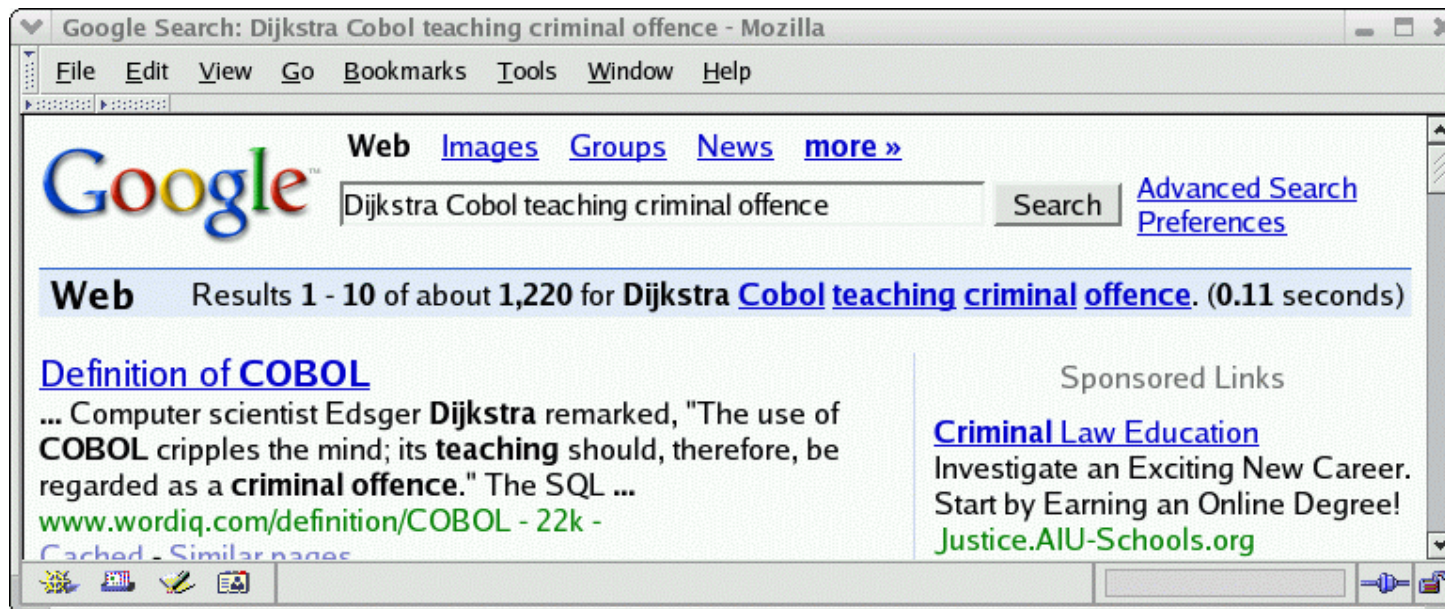 Google Search: Dijkstra Cobol teaching criminal offence - Mozilla
File Edit View Go Bookmarks Tools Window Help
Google™
Web Images Groups News more »
Dijkstra Cobol teaching criminal offence
Search
Advanced Search
Preferences
Web Results 1 - 10 of about 1,220 for Dijkstra Cobol teaching criminal offence. (0.11 seconds)
Definition of COBOL
... Computer scientist Edsger Dijkstra remarked, "The use of
COBOL cripples the mind; its teaching should, therefore, be
regarded as a criminal offence." The SQL ...
www.wordiq.com/definition/COBOL - 22k -
Cached - Similar pages
Sponsored Links
Criminal Law Education
Investigate an Exciting New Career.
Start by Earning an Online Degree!
Justice.AIU-Schools.org